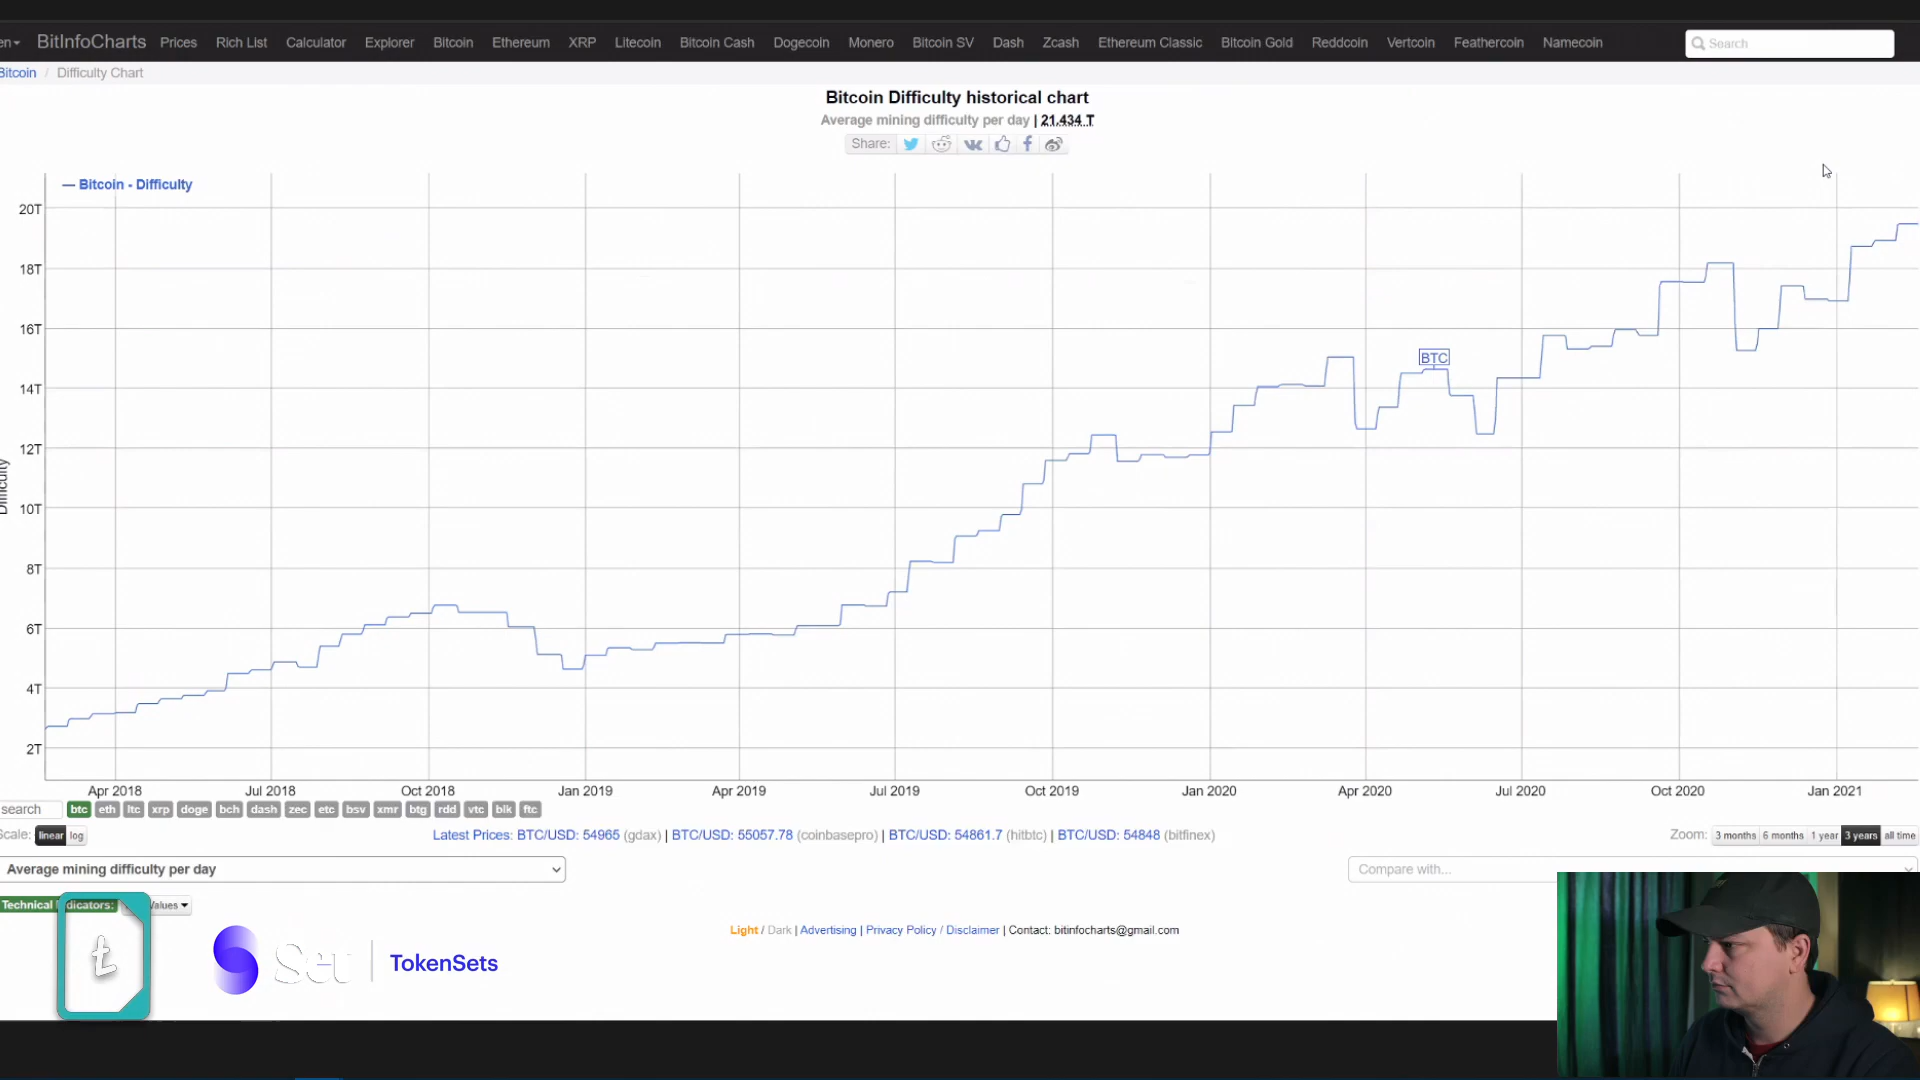 en
BitInfoCharts Prices Rich List Calculator Explorer Bitcoin Ethereum XRP Litecoin Bitcoin Cash Dogecoin Monero Bitcoin SV Dash Zcash Ethereum Classic Bitcoin Gold Reddcoin Vertcoin Feathercoin Namecoin Search
Bitcoin / Difficulty Chart
Bitcoin Difficulty historical chart
Average mining difficulty per day | 21.434 T
Share:
Bitcoin - Difficulty
20T
18T
16T
BTC
14T
12T
Difficulty
10T
8T
6T
4T
2T
Apr 2018 Jul 2018 Oct 2018 Jan 2019 Apr 2019 Jul 2019 Oct 2019 Jan 2020 Apr 2020 Jul 2020 Oct 2020 Jan 2021
search btc eth ltc xrp doge bch dash zec etc bsv xmr btg rdd vtc blk ftc
Scale: linear log Latest Prices: BTC/USD: 54965 (gdax) | BTC/USD: 55057.78 (coinbasepro) | BTC/USD: 54861.7 (hitbtc) | BTC/USD: 54848 (bitfinex) Zoom: 3 months 6 months 1 year 3 years all time
Average mining difficulty per day Compare with...
Technical dicators: Values
Light / Dark | Advertising | Privacy Policy / Disclaimer | Contact: bitinfocharts@gmail.com
Set | TokenSets